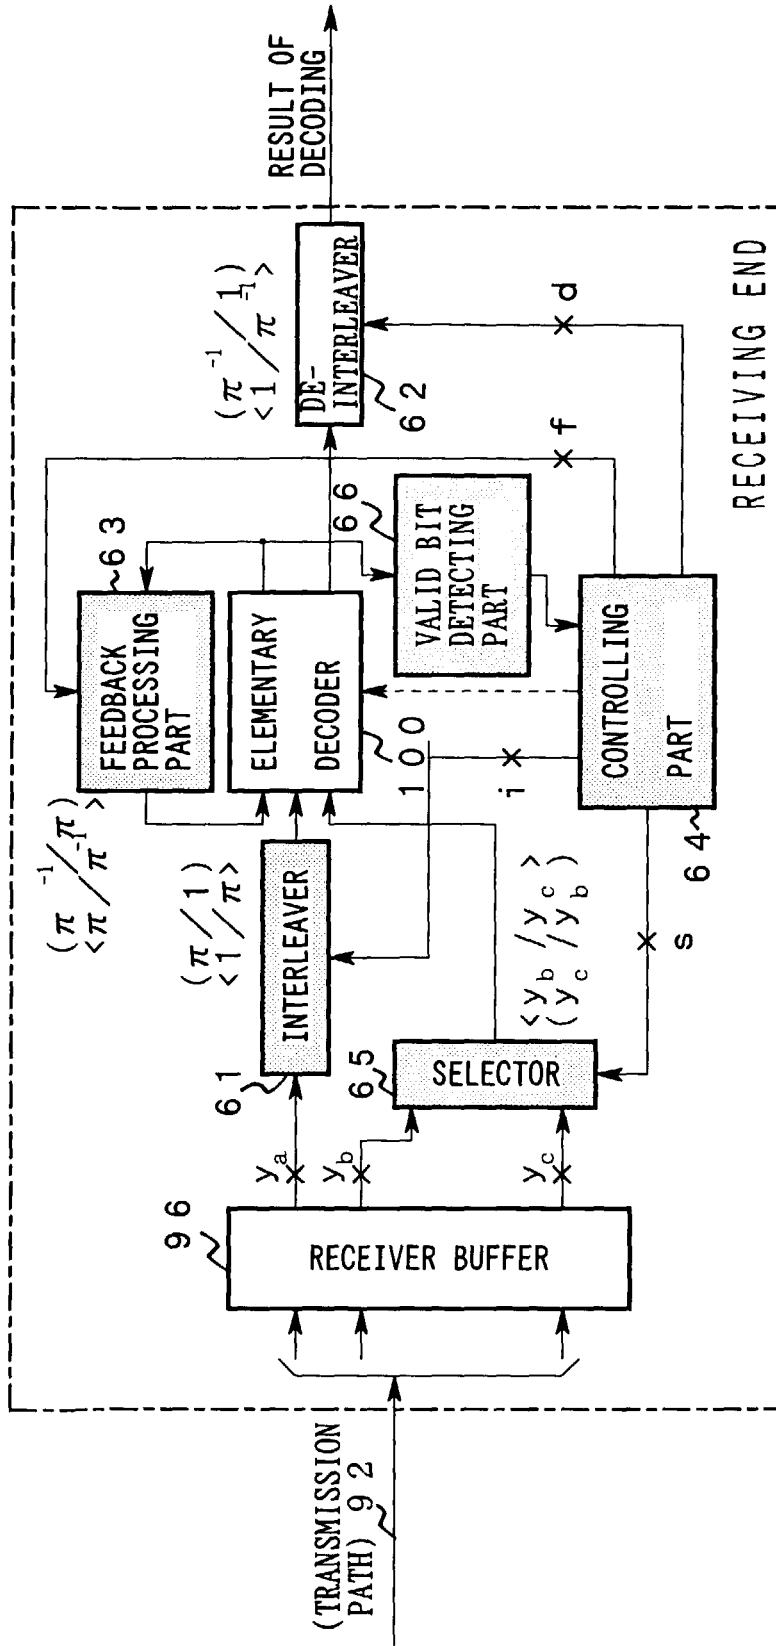 (TRANSMISSION
PATH) 92
96
RECEIVER BUFFER
y_a
y_b
y_c
61
INTERLEAVER
(π/1)
<1/π>
65
SELECTOR
<y_b/y_c>
(y_c/y_b)
(π^-1/π)
<π/π^-1>
FEEDBACK
PROCESSING
PART
63
ELEMENTARY
DECODER
100
66
VALID BIT
DETECTING
PART
CONTROLLING
PART
64
i
s
f
d
(π^-1/1)
<1/π^-1>
DE-
INTERLEAVER
62
RESULT OF
DECODING
RECEIVING END